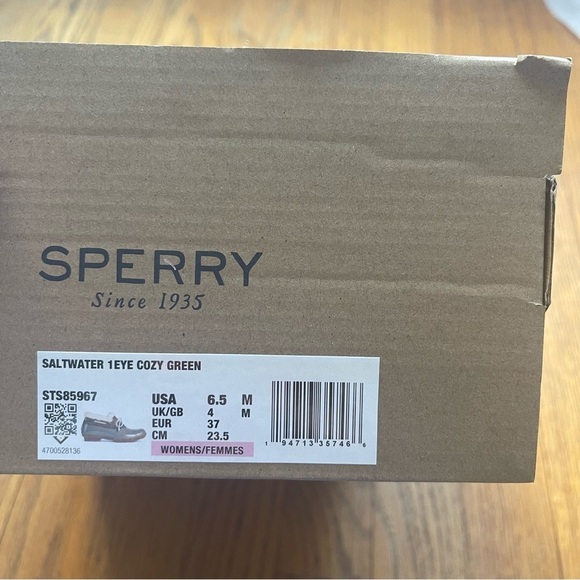 SPERRY
Since 1935
SALTWATER 1EYE COZY GREEN
STS85967
USA 6.5 M
UK/GB 4 M
EUR 37
CM 23.5
WOMENS/FEMMES
4700528136
1 94713 35746 6